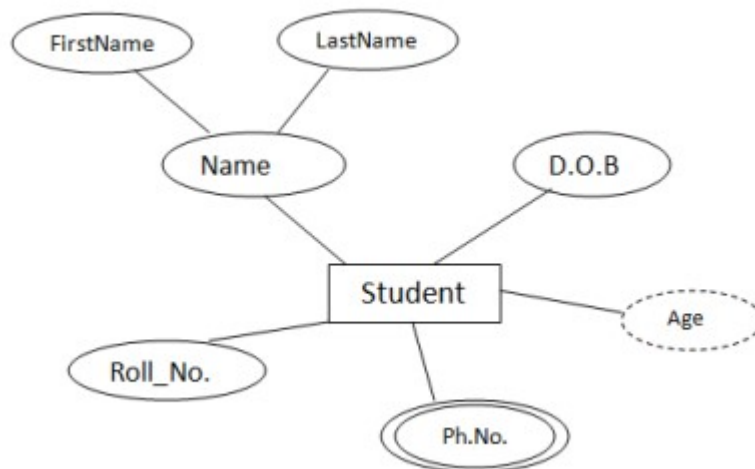 FirstName
LastName
Name
D.O.B
Student
Age
Roll_No.
Ph.No.